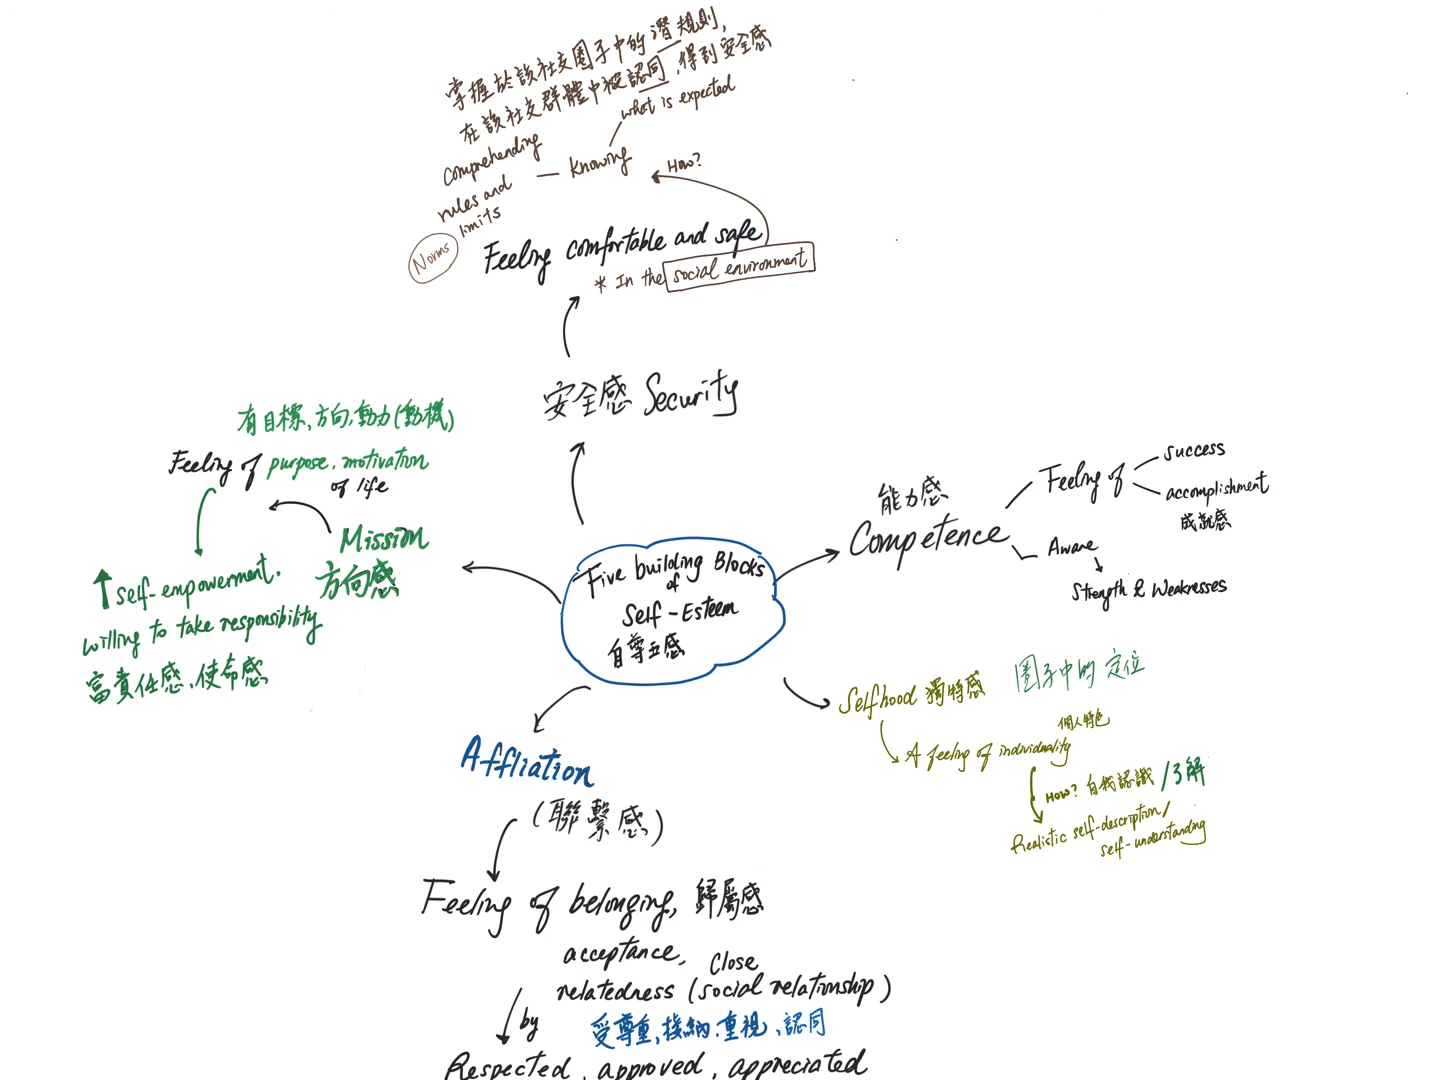 掌握於該社交圈子中的潛規則,
在該社交群體中被認同,得到安全感
what is expected
comprehending
rules and
limits
— Knowing
How?
Norms
Feeling comfortable and safe
* In the social environment
安全感 Security
有目標、方向,動力(動機)
Feeling of purpose, motivation
of life
Mission
方向感
↑ self-empowerment,
willing to take responsibility
富責任感、使命感
Five building Blocks
of
Self-Esteem
自尊五感
能力感
Competence
Feeling of
success
accomplishment
成就感
Aware
Strength & Weaknesses
Selfhood 獨特感
圈子中的定位
個人特色
A feeling of individuality
How? 自我認識/了解
Realistic self-description/
self-understanding
Affliation
(聯繫感)
Feeling of belonging, 歸屬感
acceptance,
close
relatedness (social relationship)
by
受尊重,接納.重視、認同
Respected, approved, appreciated